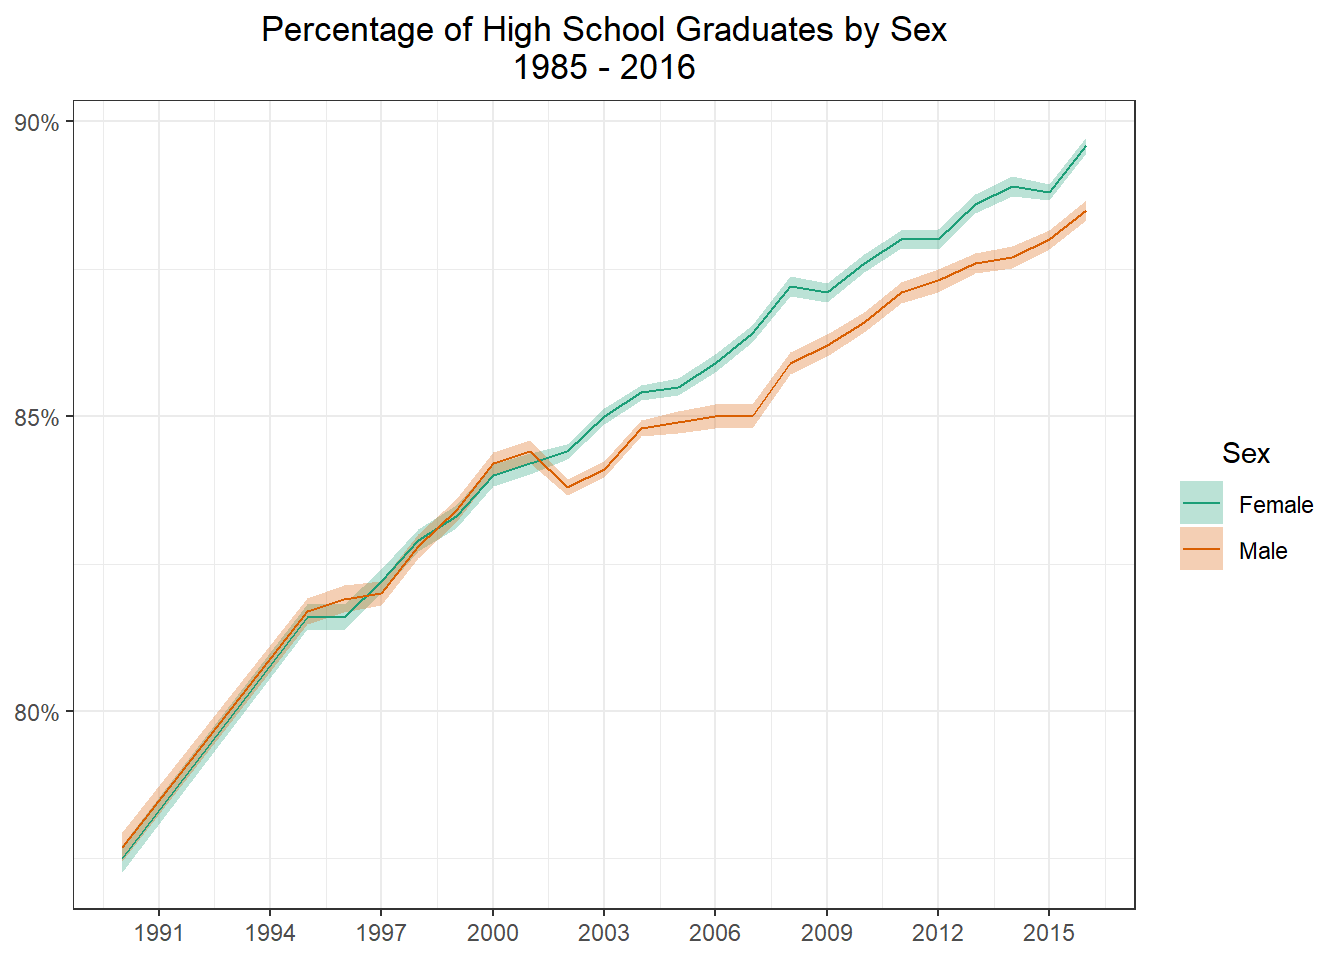 Percentage of High School Graduates by Sex
1985 - 2016
90%
85%
80%
1991 1994 1997 2000 2003 2006 2009 2012 2015
Sex
Female
Male